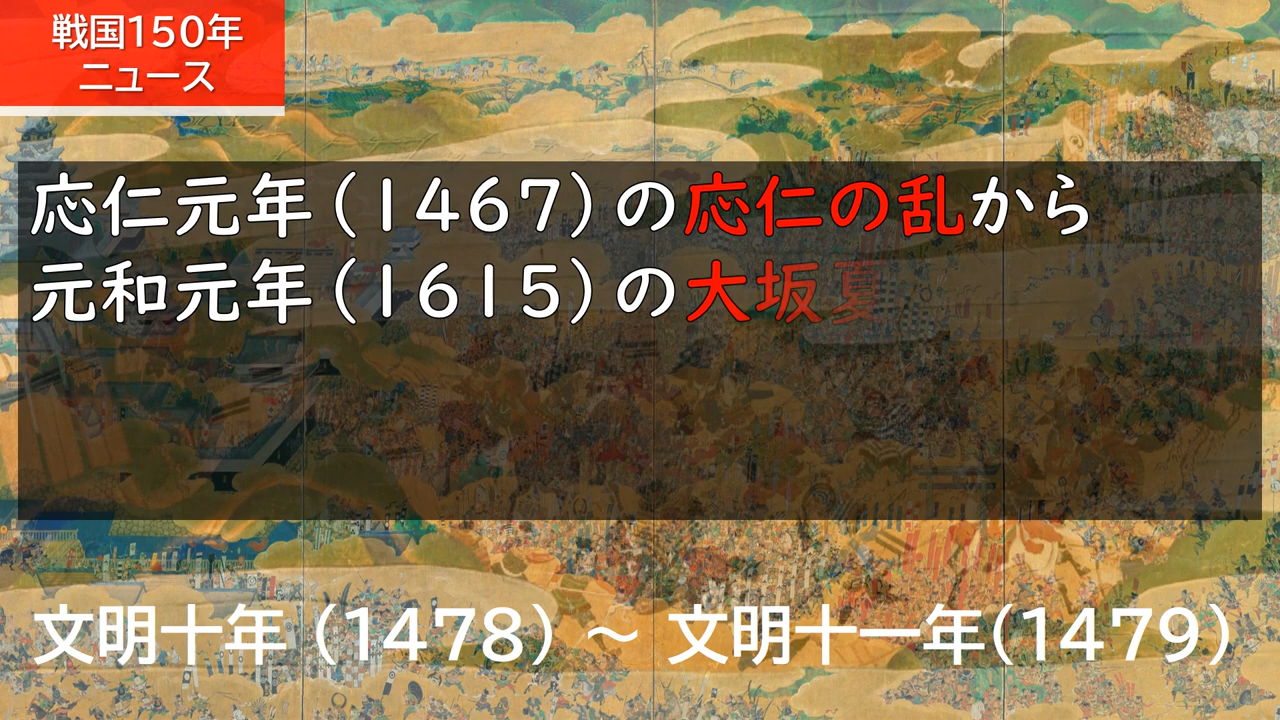 戦国150年
ニュース
応仁元年(1467)の応仁の乱から
元和元年(1615)の大坂夏
文明十年(1478)～ 文明十一年(1479)